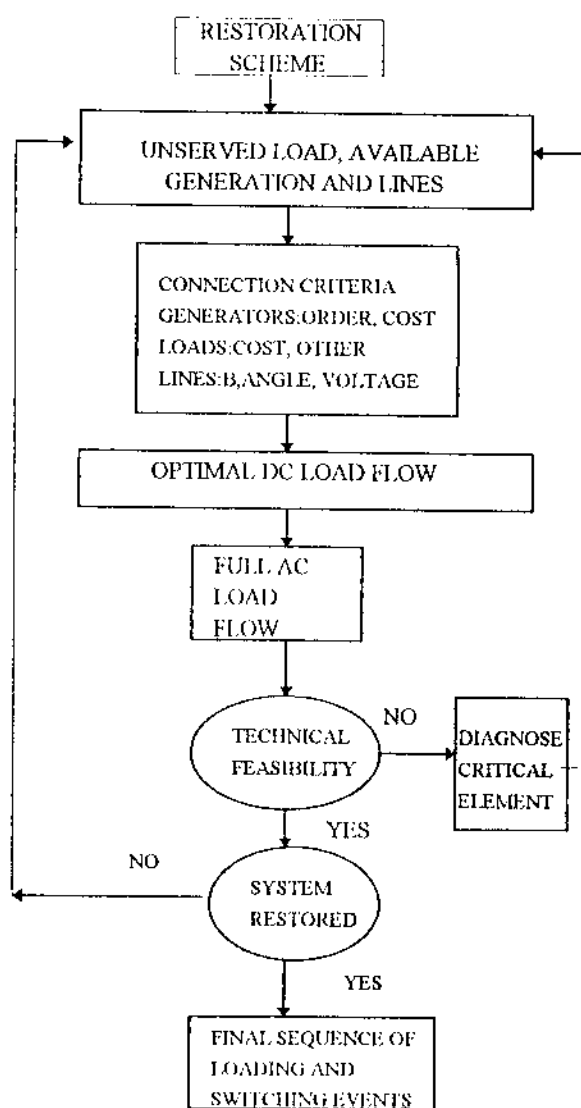 RESTORATION
SCHEME
UNSERVED LOAD, AVAILABLE
GENERATION AND LINES
CONNECTION CRITERIA
GENERATORS:ORDER, COST
LOADS:COST, OTHER
LINES:B,ANGLE, VOLTAGE
OPTIMAL DC LOAD FLOW
FULL AC
LOAD
FLOW
TECHNICAL
FEASIBILITY
NO
DIAGNOSE
CRITICAL
ELEMENT
YES
NO
SYSTEM
RESTORED
YES
FINAL SEQUENCE OF
LOADING AND
SWITCHING EVENTS